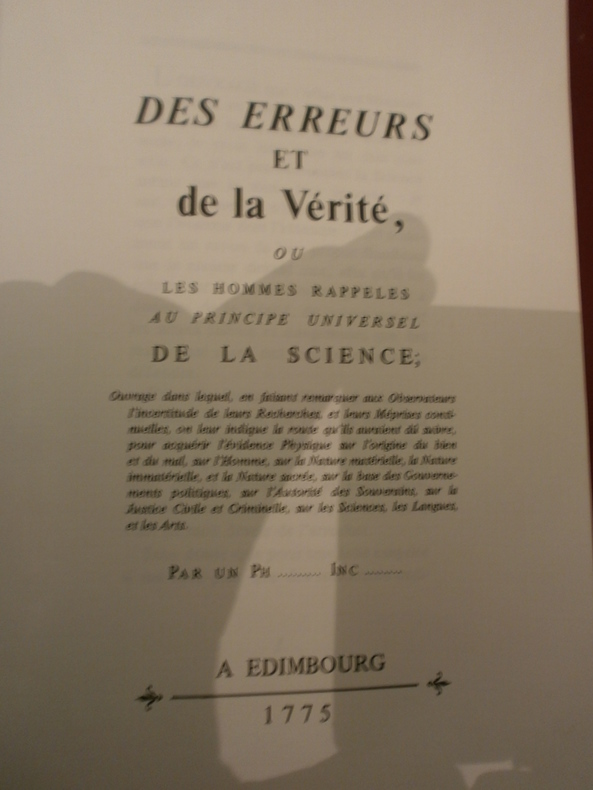 DES ERREURS
ET
de la Vérité,
OU
LES HOMMES RAPPELES
AU PRINCIPE UNIVERSEL
DE LA SCIENCE;
Ouvrage dans lequel, en faisant remarquer aux Observateurs
l'incertitude de leurs Recherches, et leurs Méprises conti-
nuelles, on leur indique la route qu'ils auroient dû suivre,
pour acquérir l'évidence Physique sur l'origine du bien
et du mal, sur l'Homme, sur la Nature matérielle, la Nature
immatérielle, et la Nature sacrée, sur la base des Gouverne-
ments politiques, sur l'Autorité des Souverains, sur la
Justice Civile et Criminelle, sur les Sciences, les Langues,
et les Arts.
PAR UN PH ......... INC ........
A EDIMBOURG
1775